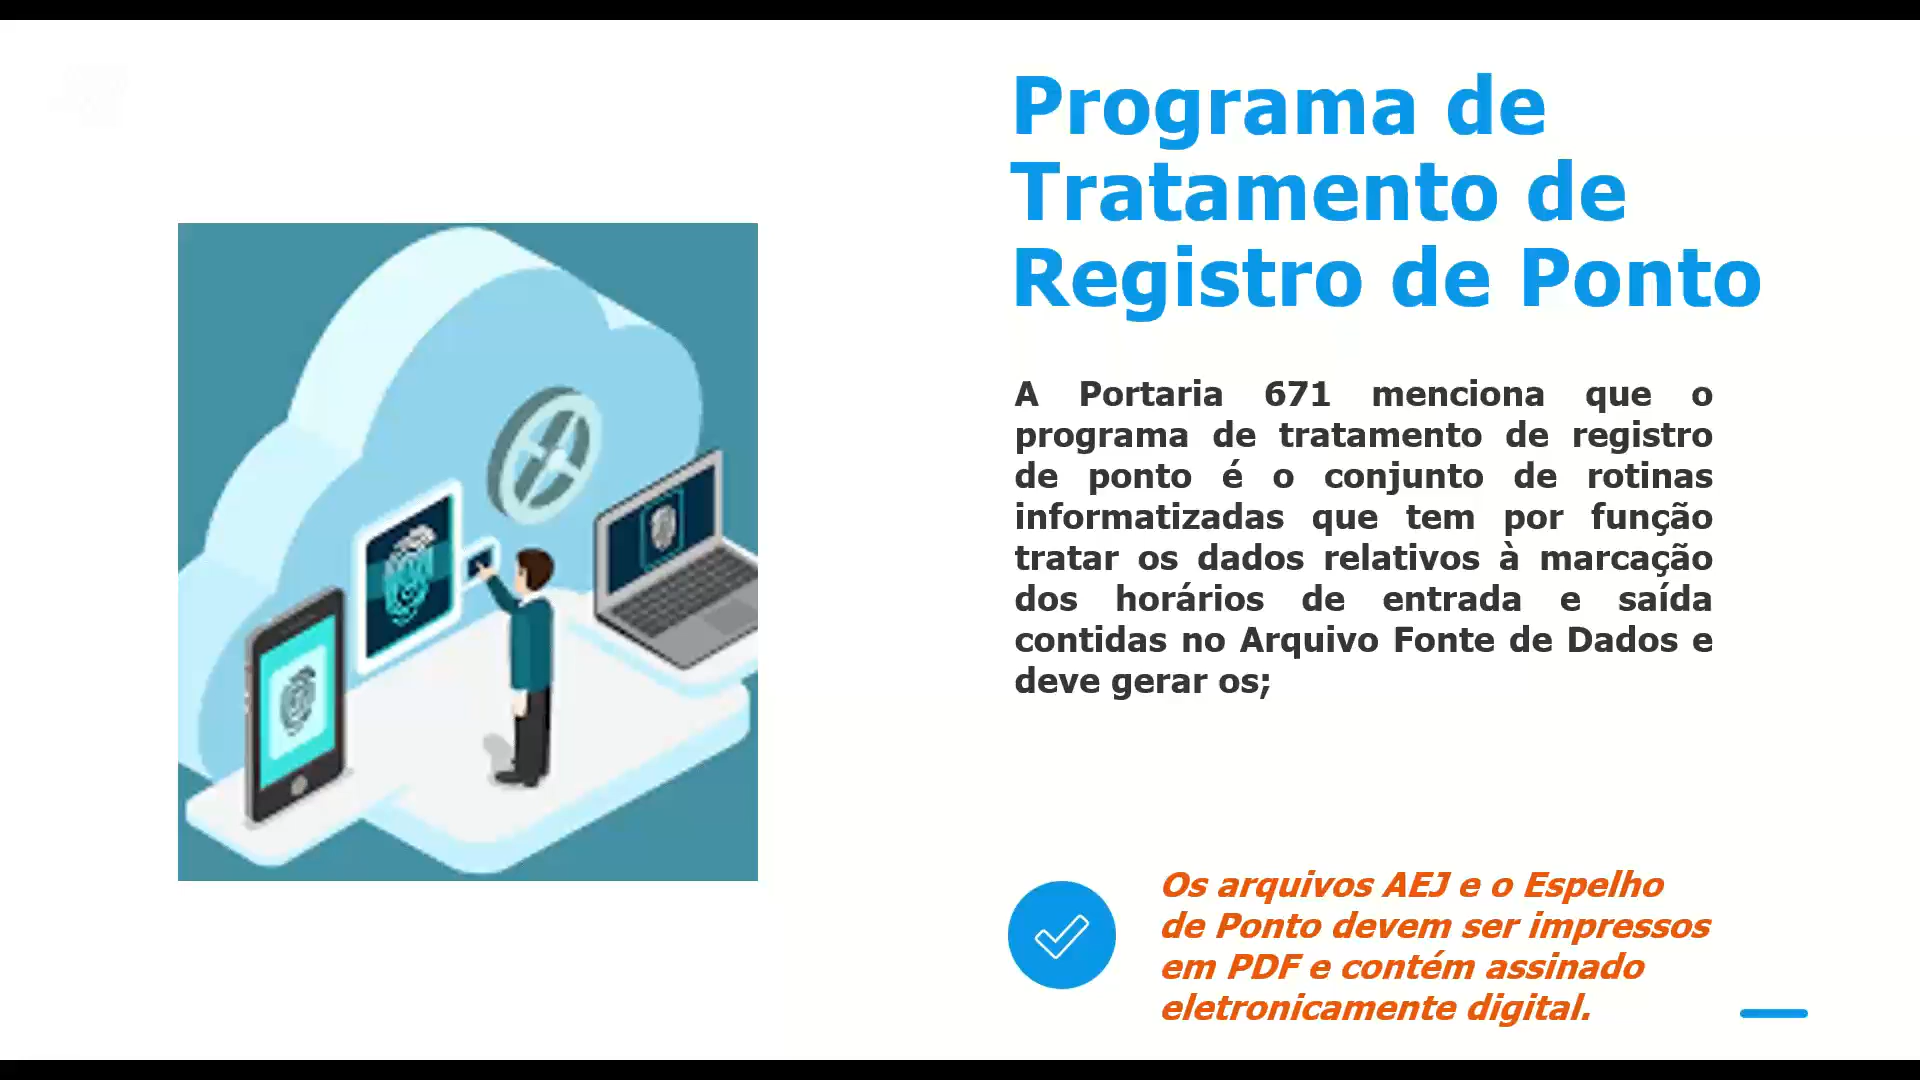 Programa de
Tratamento de
Registro de Ponto
A Portaria 671 menciona que o
programa de tratamento de registro
de ponto é o conjunto de rotinas
informatizadas que tem por função
tratar os dados relativos à marcação
dos horários de entrada e saída
contidas no Arquivo Fonte de Dados e
deve gerar os;
Os arquivos AEJ e o Espelho
de Ponto devem ser impressos
em PDF e contém assinado
eletronicamente digital.